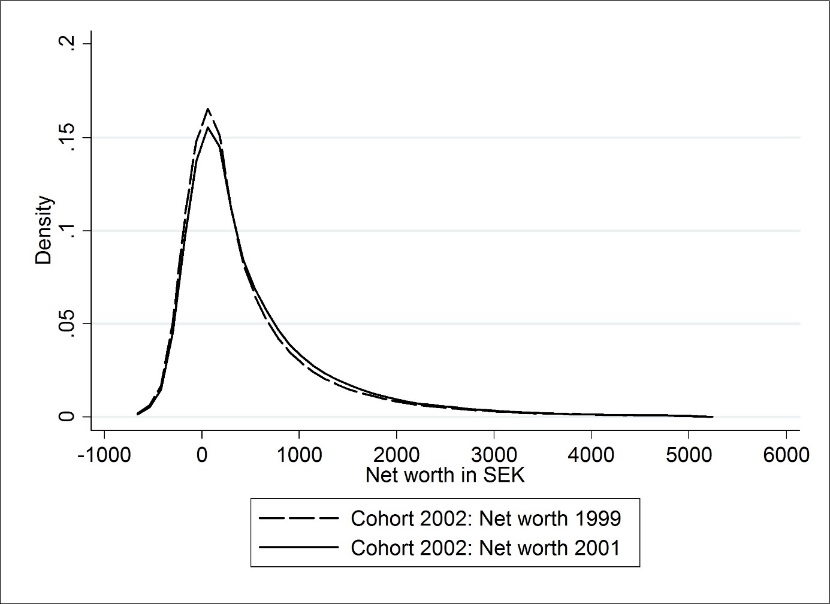 .2
.15
.1
.05
0
Density
-1000 0 1000 2000 3000 4000 5000 6000
Net worth in SEK
Cohort 2002: Net worth 1999
Cohort 2002: Net worth 2001